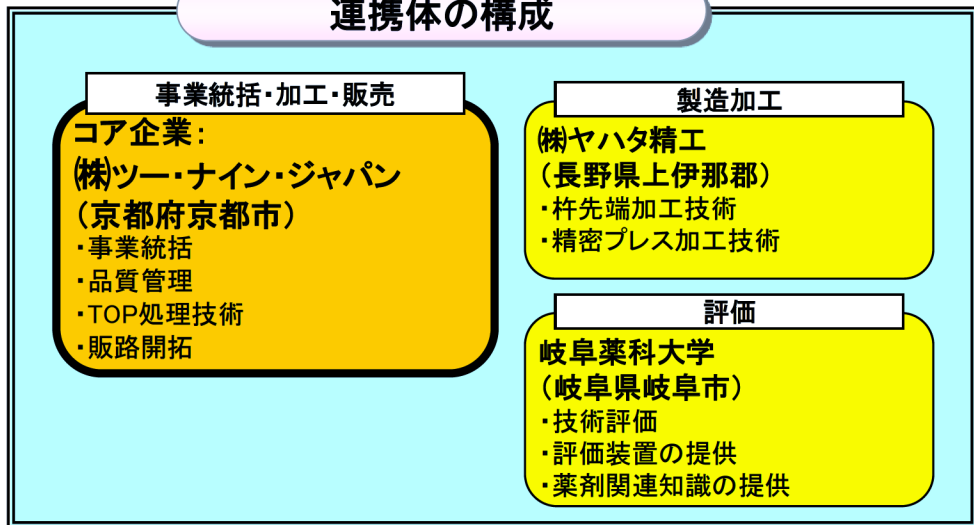 連携体の構成
事業統括・加工・販売
コア企業：
㈱ツー・ナイン・ジャパン
（京都府京都市）
・事業統括
・品質管理
・TOP処理技術
・販路開拓
製造加工
㈱ヤハタ精工
（長野県上伊那郡）
・杵先端加工技術
・精密プレス加工技術
評価
岐阜薬科大学
（岐阜県岐阜市）
・技術評価
・評価装置の提供
・薬剤関連知識の提供